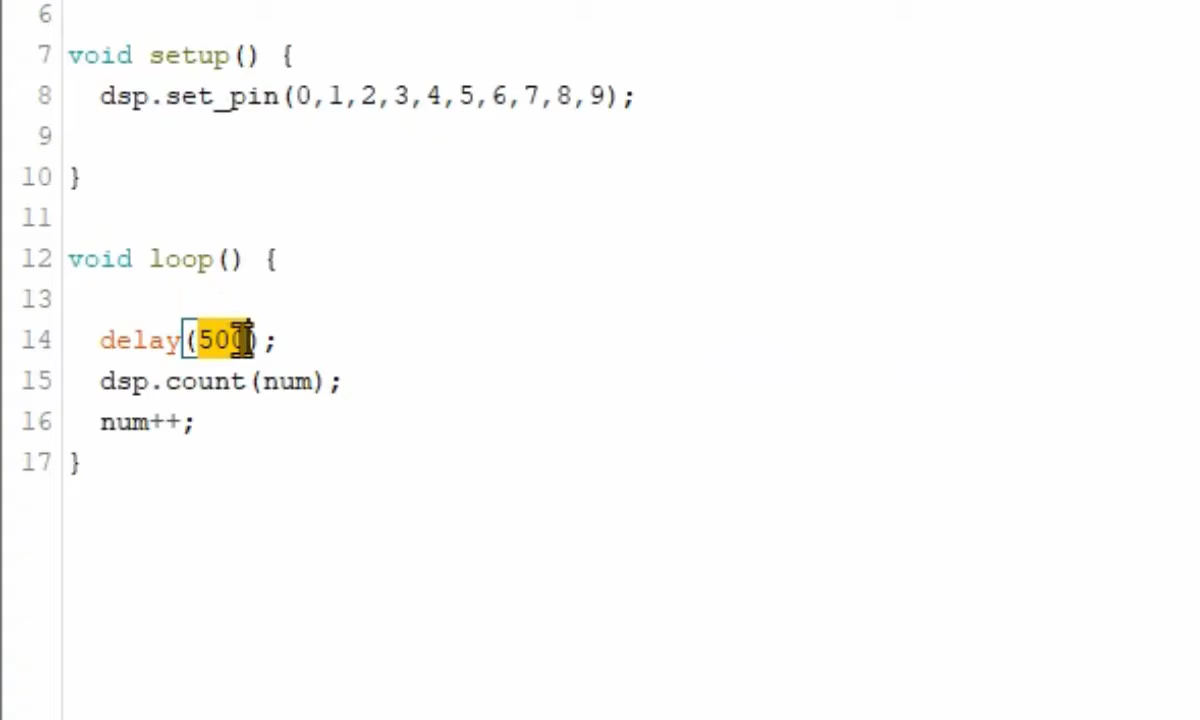 6
7 void setup() {
8 dsp.set_pin(0,1,2,3,4,5,6,7,8,9);
9
10 }
11
12 void loop() {
13
14 delay(500);
15 dsp.count(num);
16 num++;
17 }